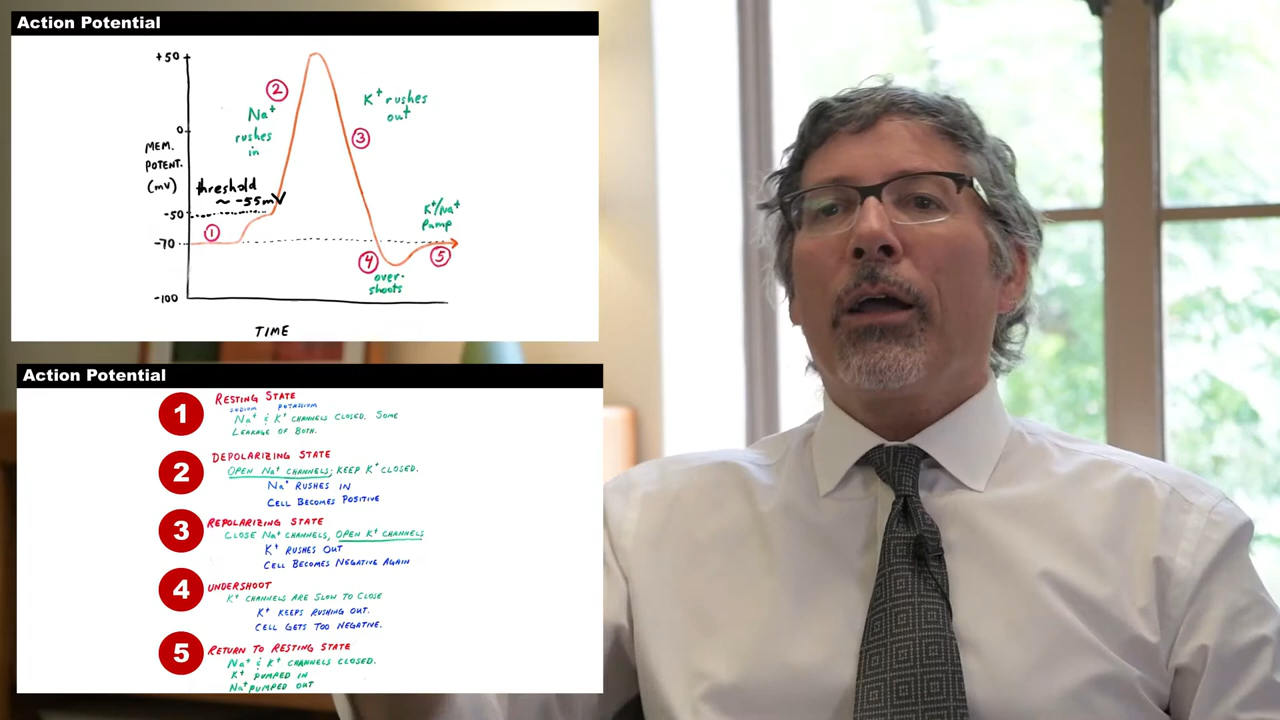 Action Potential
+50
2
Na⁺
rushes
in
K⁺ rushes
out
3
0
MEM.
POTENT.
(mV)
threshold
~ -55mV
-50
1
-70
K⁺/Na⁺
Pump
4
5
over-
shoots
-100
TIME
Action Potential
1
RESTING STATE
SODIUM POTASSIUM
Na⁺ & K⁺ CHANNELS CLOSED. SOME
LEAKAGE OF BOTH.
2
DEPOLARIZING STATE
OPEN Na⁺ CHANNELS; KEEP K⁺ CLOSED.
Na⁺ RUSHES IN
CELL BECOMES POSITIVE
3
REPOLARIZING STATE
CLOSE Na⁺ CHANNELS, OPEN K⁺ CHANNELS
K⁺ RUSHES OUT
CELL BECOMES NEGATIVE AGAIN
4
UNDERSHOOT
K⁺ CHANNELS ARE SLOW TO CLOSE
K⁺ KEEPS RUSHING OUT.
CELL GETS TOO NEGATIVE.
5
RETURN TO RESTING STATE
Na⁺ & K⁺ CHANNELS CLOSED.
K⁺ PUMPED IN
Na⁺ PUMPED OUT